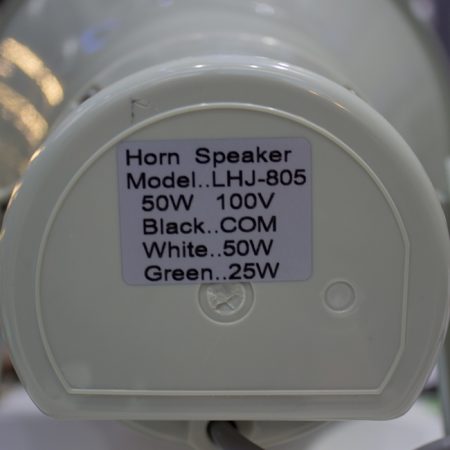 Horn Speaker
Model..LHJ-805
50W 100V
Black..COM
White..50W
Green..25W